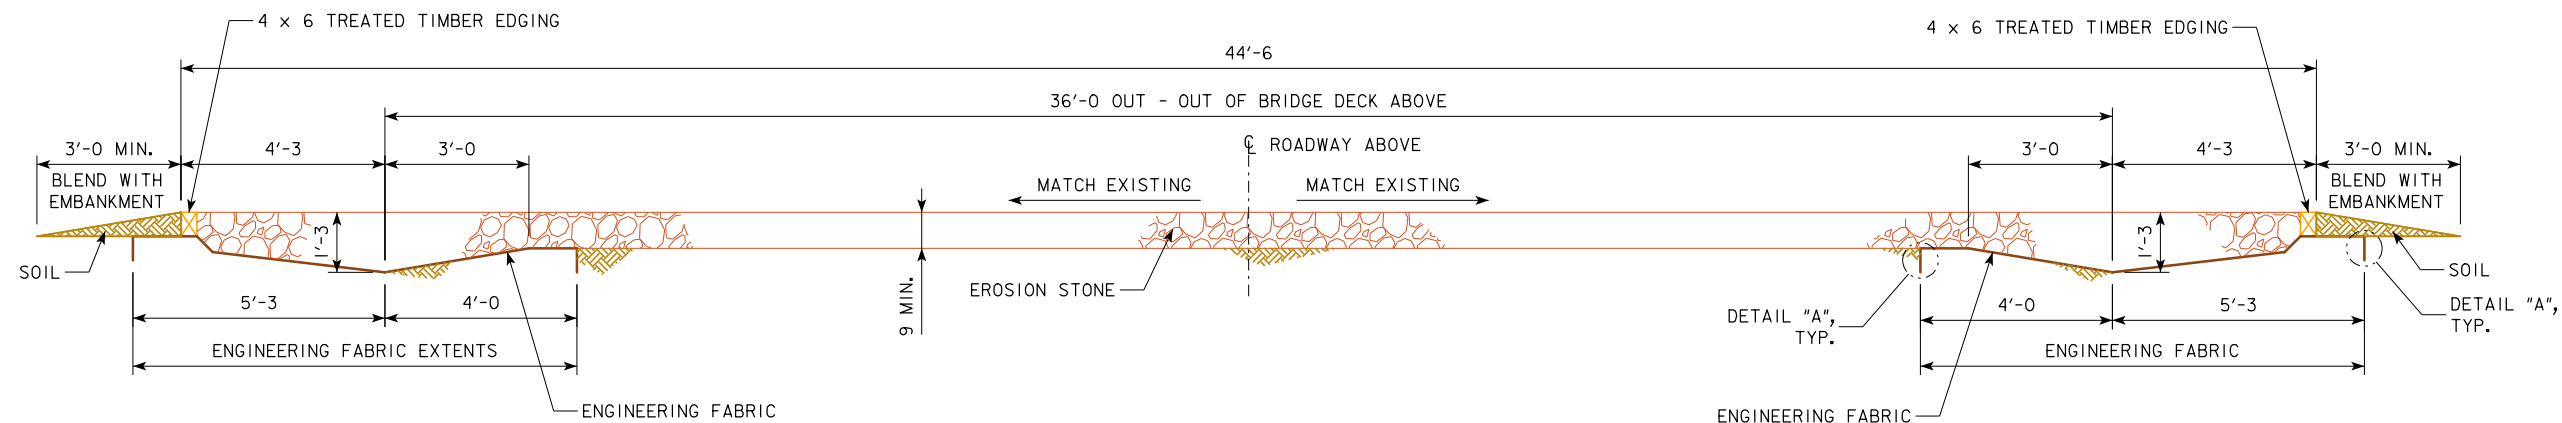 4 x 6 TREATED TIMBER EDGING
4 x 6 TREATED TIMBER EDGING
44'-6
36'-0 OUT - OUT OF BRIDGE DECK ABOVE
3'-0 MIN.
4'-3
3'-0
℄ ROADWAY ABOVE
3'-0
4'-3
3'-0 MIN.
BLEND WITH
EMBANKMENT
MATCH EXISTING
MATCH EXISTING
BLEND WITH
EMBANKMENT
1'-3
1'-3
SOIL
EROSION STONE
9 MIN.
SOIL
5'-3
4'-0
4'-0
5'-3
DETAIL "A",
TYP.
DETAIL "A",
TYP.
ENGINEERING FABRIC EXTENTS
ENGINEERING FABRIC
ENGINEERING FABRIC
ENGINEERING FABRIC